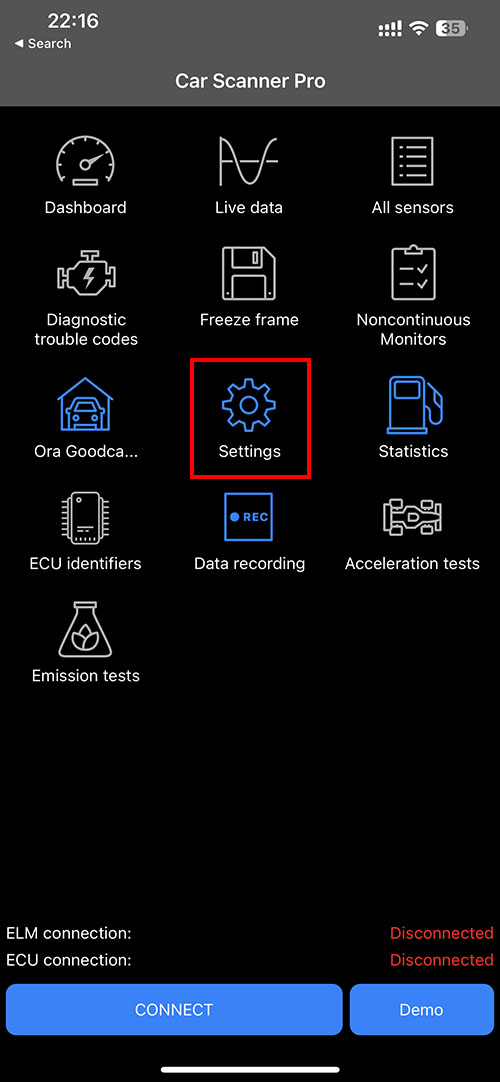 22:16
35
◀ Search
Car Scanner Pro
Dashboard
Live data
All sensors
Diagnostic
trouble codes
Freeze frame
Noncontinuous
Monitors
Ora Goodca...
Settings
Statistics
ECU identifiers
REC
Data recording
Acceleration tests
Emission tests
ELM connection: Disconnected
ECU connection: Disconnected
CONNECT
Demo